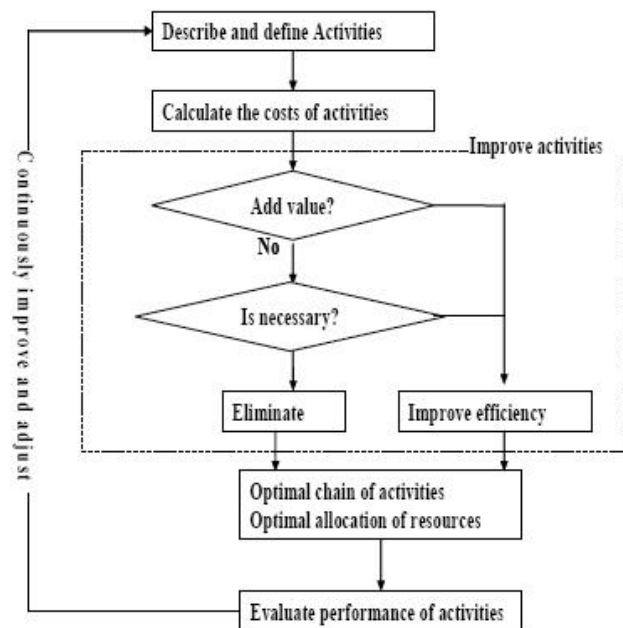 Describe and define Activities
Calculate the costs of activities
Improve activities
Add value?
No
Is necessary?
Eliminate
Improve efficiency
Optimal chain of activities
Optimal allocation of resources
Evaluate performance of activities
Continuously improve and adjust